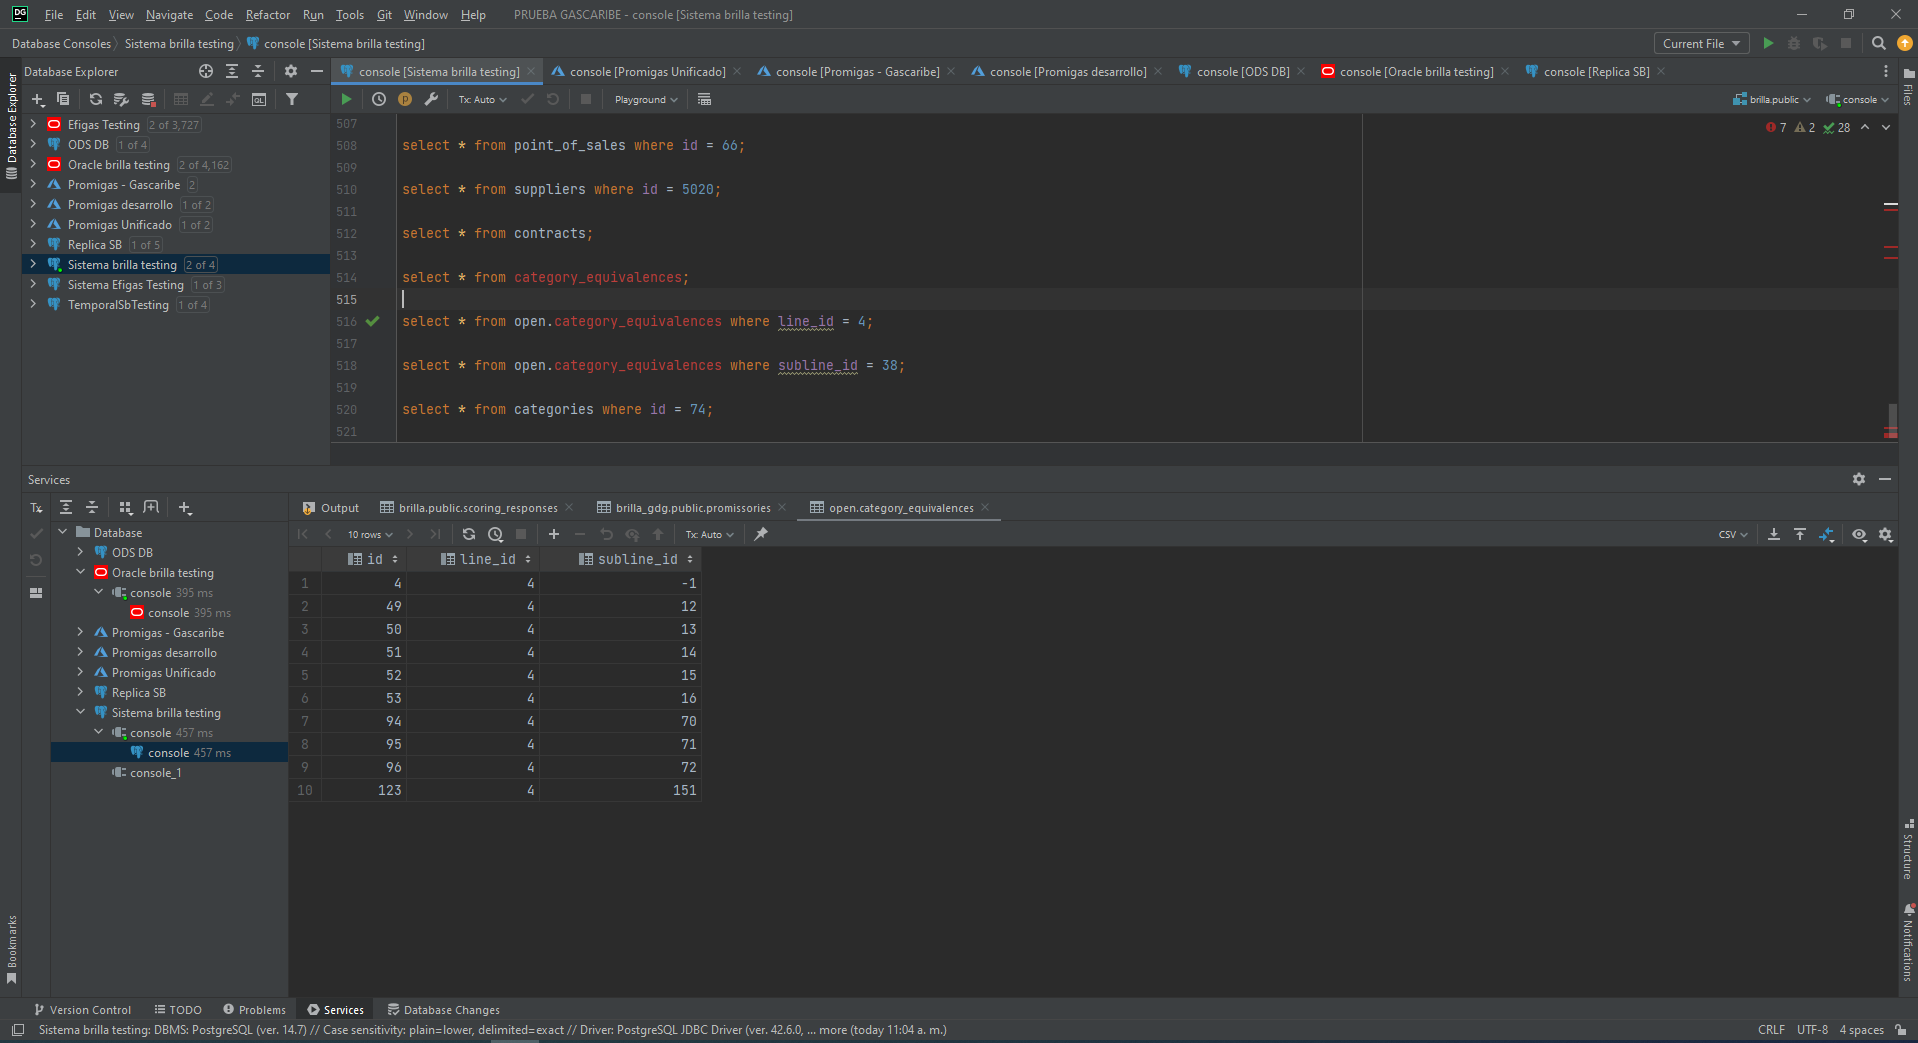 DG File Edit View Navigate Code Refactor Run Tools Git Window Help PRUEBA GASCARIBE - console [Sistema brilla testing]
Database Consoles Sistema brilla testing console [Sistema brilla testing] Current File
Database Explorer
Database Explorer
console [Sistema brilla testing] console [Promigas Unificado] console [Promigas - Gascaribe] console [Promigas desarrollo] console [ODS DB] console [Oracle brilla testing] console [Replica SB]
Files
QL
Tx: Auto Playground brilla.public console
Efigas Testing 2 of 3,727
ODS DB 1 of 4
Oracle brilla testing 2 of 4,162
Promigas - Gascaribe 2
Promigas desarrollo 1 of 2
Promigas Unificado 1 of 2
Replica SB 1 of 5
Sistema brilla testing 2 of 4
Sistema Efigas Testing 1 of 3
TemporalSbTesting 1 of 4
7 2 28
507
508 select * from point_of_sales where id = 66;
509
510 select * from suppliers where id = 5020;
511
512 select * from contracts;
513
514 select * from category_equivalences;
515
516 select * from open.category_equivalences where line_id = 4;
517
518 select * from open.category_equivalences where subline_id = 38;
519
520 select * from categories where id = 74;
521
Services
Tx
Database
ODS DB
Oracle brilla testing
console 395 ms
console 395 ms
Promigas - Gascaribe
Promigas desarrollo
Promigas Unificado
Replica SB
Sistema brilla testing
console 457 ms
console 457 ms
console_1
Output brilla.public.scoring_responses brilla_gdg.public.promissories open.category_equivalences
10 rows Tx: Auto CSV
id line_id subline_id
1 4 4 -1
2 49 4 12
3 50 4 13
4 51 4 14
5 52 4 15
6 53 4 16
7 94 4 70
8 95 4 71
9 96 4 72
10 123 4 151
Structure
Notifications
Bookmarks
Version Control TODO Problems Services Database Changes
Sistema brilla testing: DBMS: PostgreSQL (ver. 14.7) // Case sensitivity: plain=lower, delimited=exact // Driver: PostgreSQL JDBC Driver (ver. 42.6.0, ... more (today 11:04 a. m.) CRLF UTF-8 4 spaces